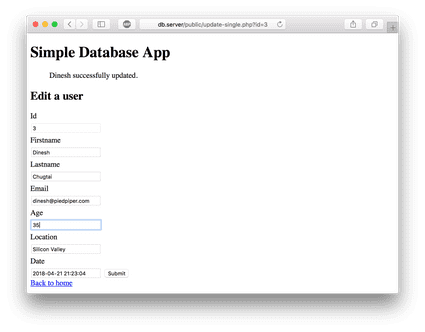 db.server/public/update-single.php?id=3
Simple Database App
Dinesh successfully updated.
Edit a user
Id
3
Firstname
Dinesh
Lastname
Chugtai
Email
dinesh@piedpiper.com
Age
35
Location
Silicon Valley
Date
2018-04-21 21:23:04 Submit
Back to home